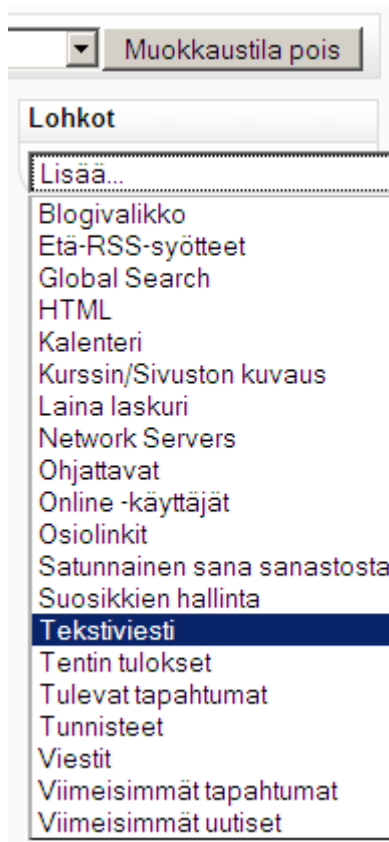 Muokkaustila pois
Lohkot
Lisää...
Blogivalikko
Etä-RSS-syötteet
Global Search
HTML
Kalenteri
Kurssin/Sivuston kuvaus
Laina laskuri
Network Servers
Ohjattavat
Online -käyttäjät
Osiolinkit
Satunnainen sana sanastosta
Suosikkien hallinta
Tekstiviesti
Tentin tulokset
Tulevat tapahtumat
Tunnisteet
Viestit
Viimeisimmät tapahtumat
Viimeisimmät uutiset